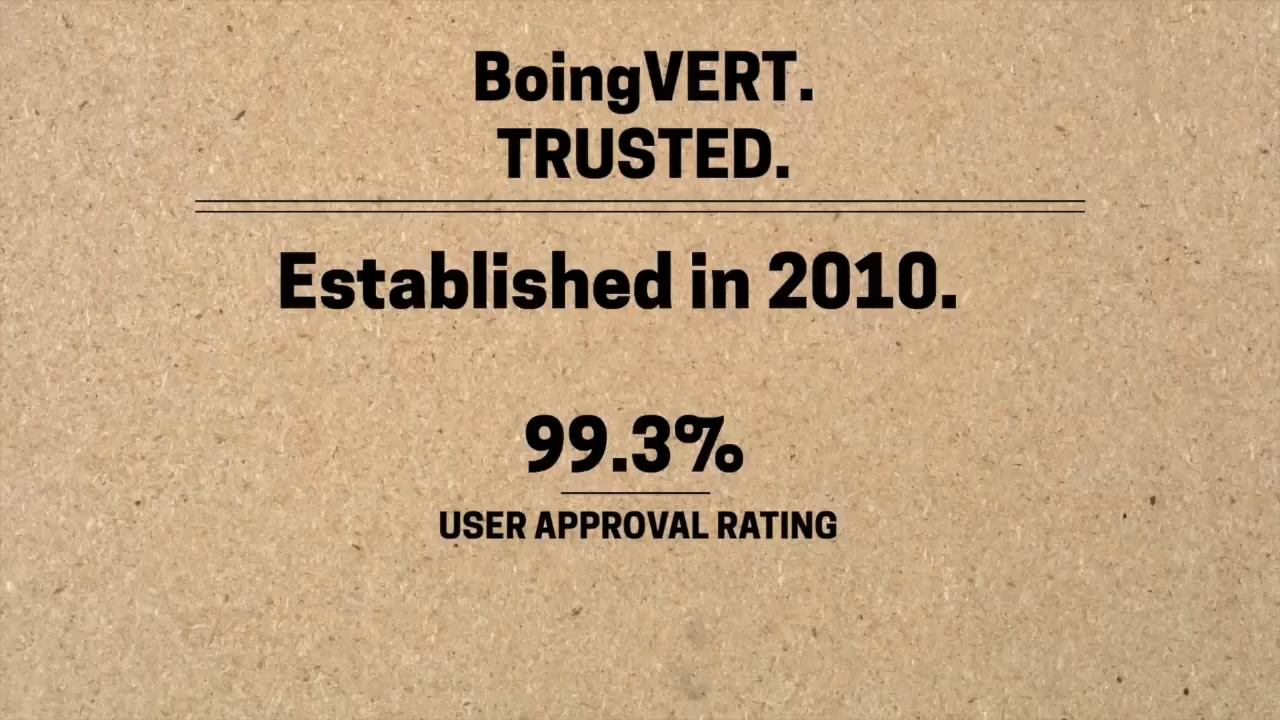 BoingVERT.
TRUSTED.
Established in 2010.
99.3%
USER APPROVAL RATING